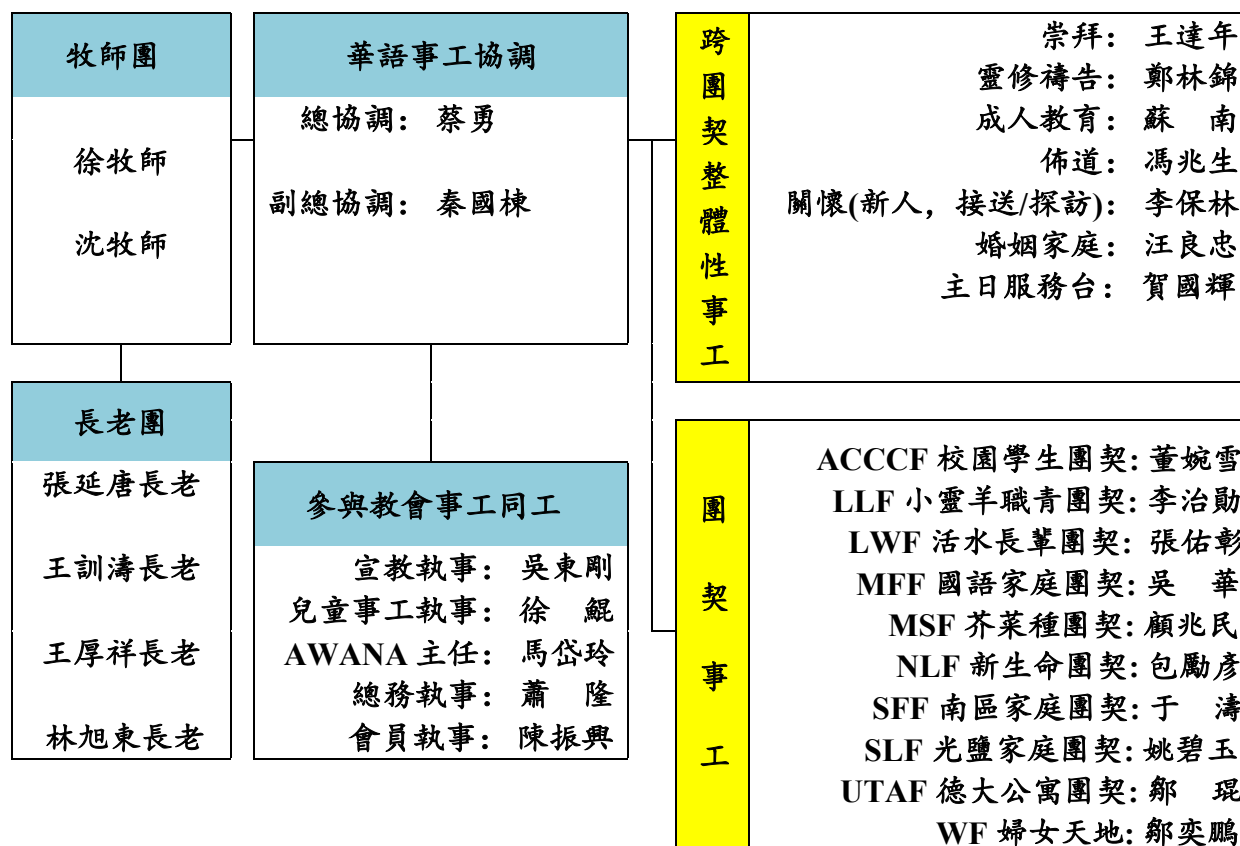 牧師團
徐牧師
沈牧師
長老團
張延唐長老
王訓濤長老
王厚祥長老
林旭東長老
華語事工協調
總協調： 蔡勇
副總協調： 秦國棟
參與教會事工同工
宣教執事： 吳東剛
兒童事工執事： 徐　鯤
AWANA 主任： 馬岱玲
總務執事： 蕭　隆
會員執事： 陳振興
跨團契整體性事工
崇拜： 王達年
靈修禱告： 鄭林錦
成人教育： 蘇　南
佈道： 馮兆生
關懷(新人，接送/探訪)： 李保林
婚姻家庭： 汪良忠
主日服務台： 賀國輝
團契事工
ACCCF 校園學生團契: 董婉雪
LLF 小靈羊職青團契: 李治勛
LWF 活水長輩團契: 張佑彰
MFF 國語家庭團契: 吳　華
MSF 芥菜種團契: 顧兆民
NLF 新生命團契: 包勵彥
SFF 南區家庭團契: 于　濤
SLF 光鹽家庭團契: 姚碧玉
UTAF 德大公寓團契: 鄒　琨
WF 婦女天地: 鄒奕鵬